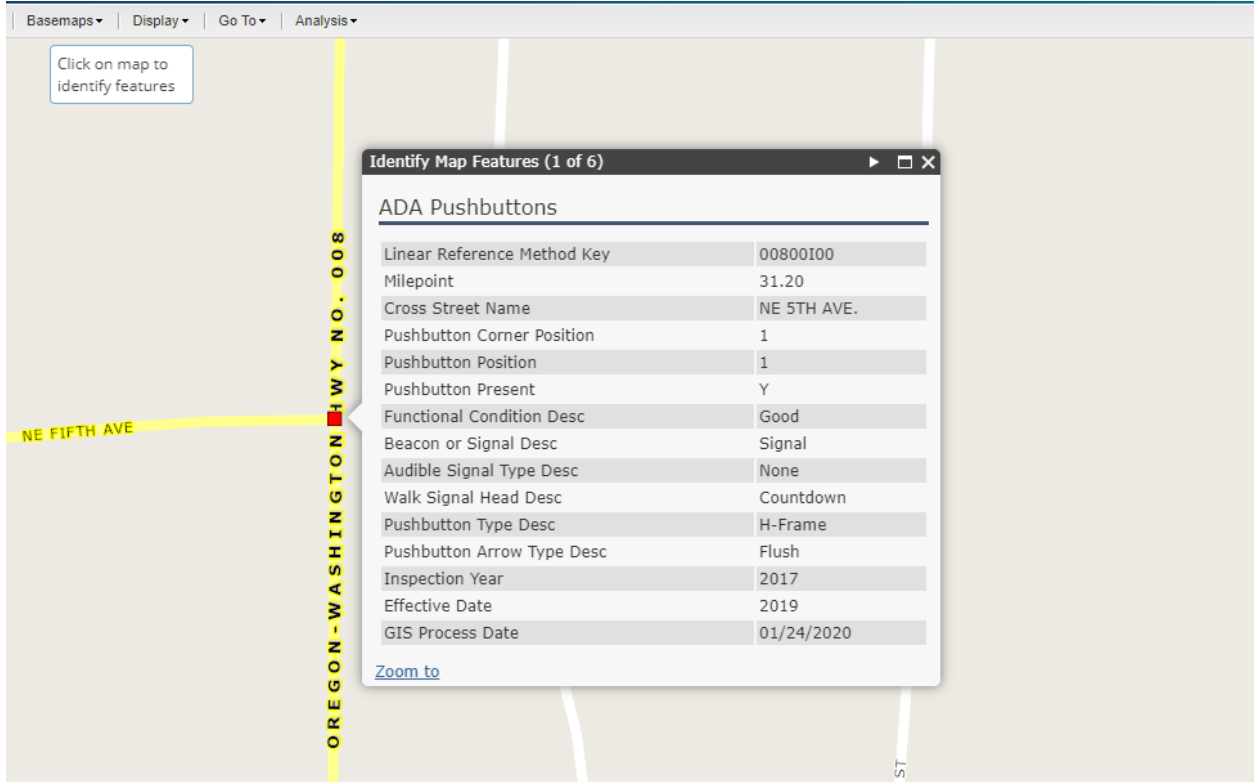 Basemaps Display Go To Analysis
Click on map to
identify features
Identify Map Features (1 of 6)
ADA Pushbuttons
Linear Reference Method Key 00800I00
Milepoint 31.20
Cross Street Name NE 5TH AVE.
Pushbutton Corner Position 1
Pushbutton Position 1
Pushbutton Present Y
Functional Condition Desc Good
Beacon or Signal Desc Signal
Audible Signal Type Desc None
Walk Signal Head Desc Countdown
Pushbutton Type Desc H-Frame
Pushbutton Arrow Type Desc Flush
Inspection Year 2017
Effective Date 2019
GIS Process Date 01/24/2020
Zoom to
NE FIFTH AVE
OREGON-WASHINGTON HWY NO. 008
ST